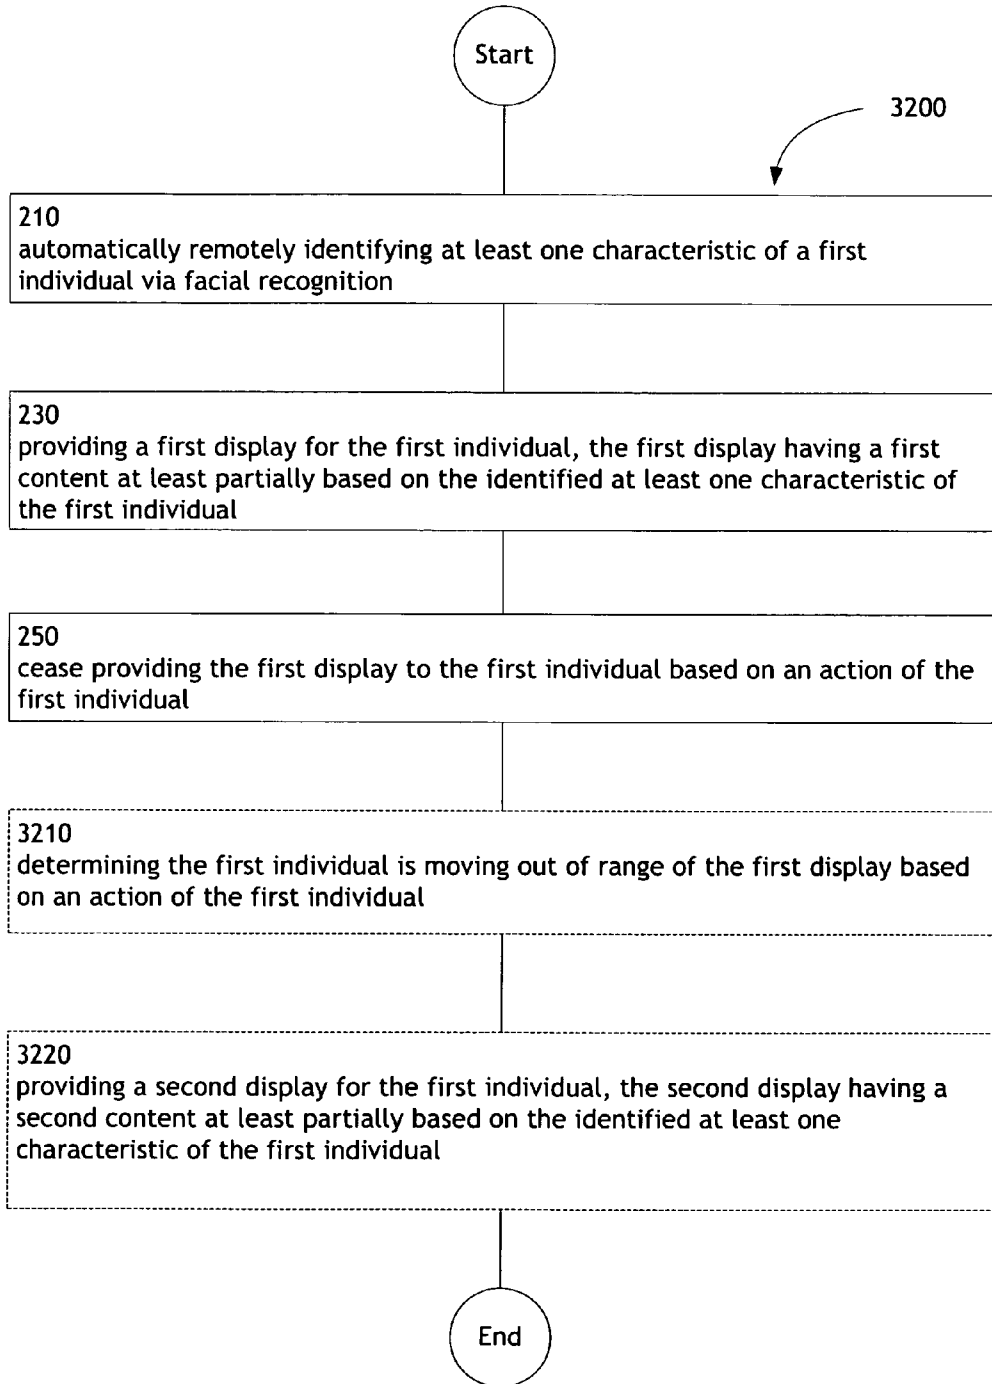 Start
3200
210
automatically remotely identifying at least one characteristic of a first
individual via facial recognition
230
providing a first display for the first individual, the first display having a first
content at least partially based on the identified at least one characteristic of
the first individual
250
cease providing the first display to the first individual based on an action of the
first individual
3210
determining the first individual is moving out of range of the first display based
on an action of the first individual
3220
providing a second display for the first individual, the second display having a
second content at least partially based on the identified at least one
characteristic of the first individual
End